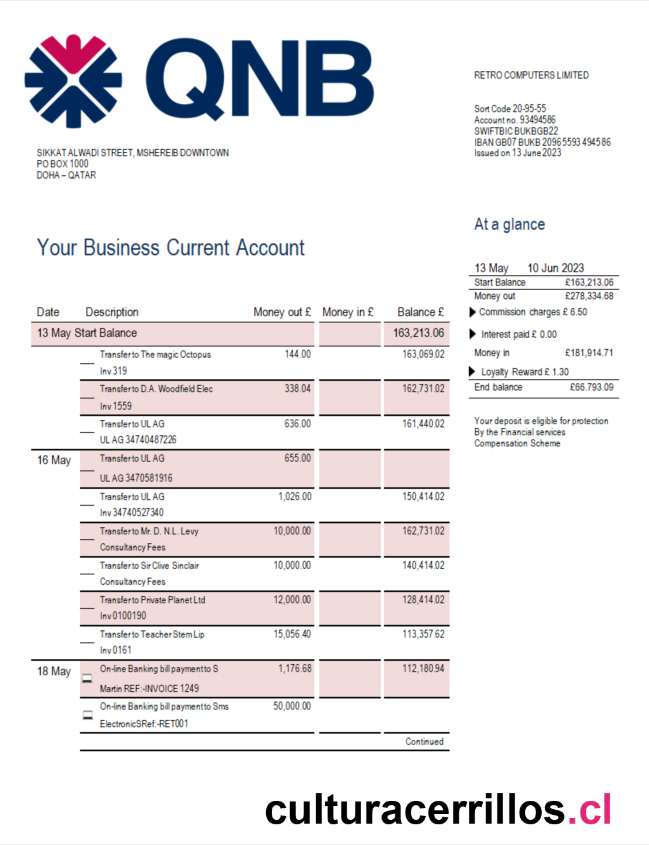 QNB
RETRO COMPUTERS LIMITED
Sort Code 20-95-55
Account no. 93494586
SWIFTBIC BUKBGB22
IBAN GB07 BUKB 20965593 494586
Issued on 13 June 2023
SIKKAT ALWADI STREET, MSHEREIB DOWNTOWN
PO BOX 1000
DOHA – QATAR
At a glance
13 May 10 Jun 2023
Start Balance £163,213.06
Money out £278,334.68
Commission charges £ 6.50
Interest paid £ 0.00
Money in £181,914.71
Loyalty Reward £ 1.30
End balance £66.793.09
Your deposit is eligible for protection
By the Financial services
Compensation Scheme
Your Business Current Account
Date Description Money out £ Money in £ Balance £
13 May Start Balance 163,213.06
Transfer to The magic Octopus 144.00 163,069.02
Inv 319
Transfer to D.A. Woodfield Elec 338.04 162,731.02
Inv 1559
Transfer to UL AG 636.00 161,440.02
UL AG 34740487226
16 May Transfer to UL AG 655.00
UL AG 3470581916
Transfer to UL AG 1,026.00 150,414.02
Inv 34740527340
Transfer to Mr. D. N.L. Levy 10,000.00 162,731.02
Consultancy Fees
Transfer to Sir Clive Sinclair 10,000.00 140,414.02
Consultancy Fees
Transfer to Private Planet Ltd 12,000.00 128,414.02
Inv 0100190
Transfer to Teacher Stem Lip 15,056.40 113,357.62
Inv 0161
18 May On-line Banking bill payment to S 1,176.68 112,180.94
Martin REF:-INVOICE 1249
On-line Banking bill payment to Sms 50,000.00
ElectronicSRef:-RET001
Continued
culturacerrillos.cl